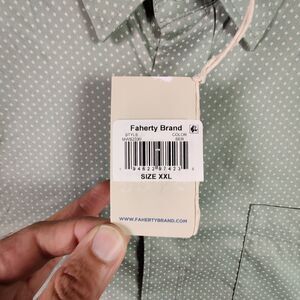 Faherty Brand
STYLE COLOR
SIZE XXL
WWW.FAHERTYBRAND.COM